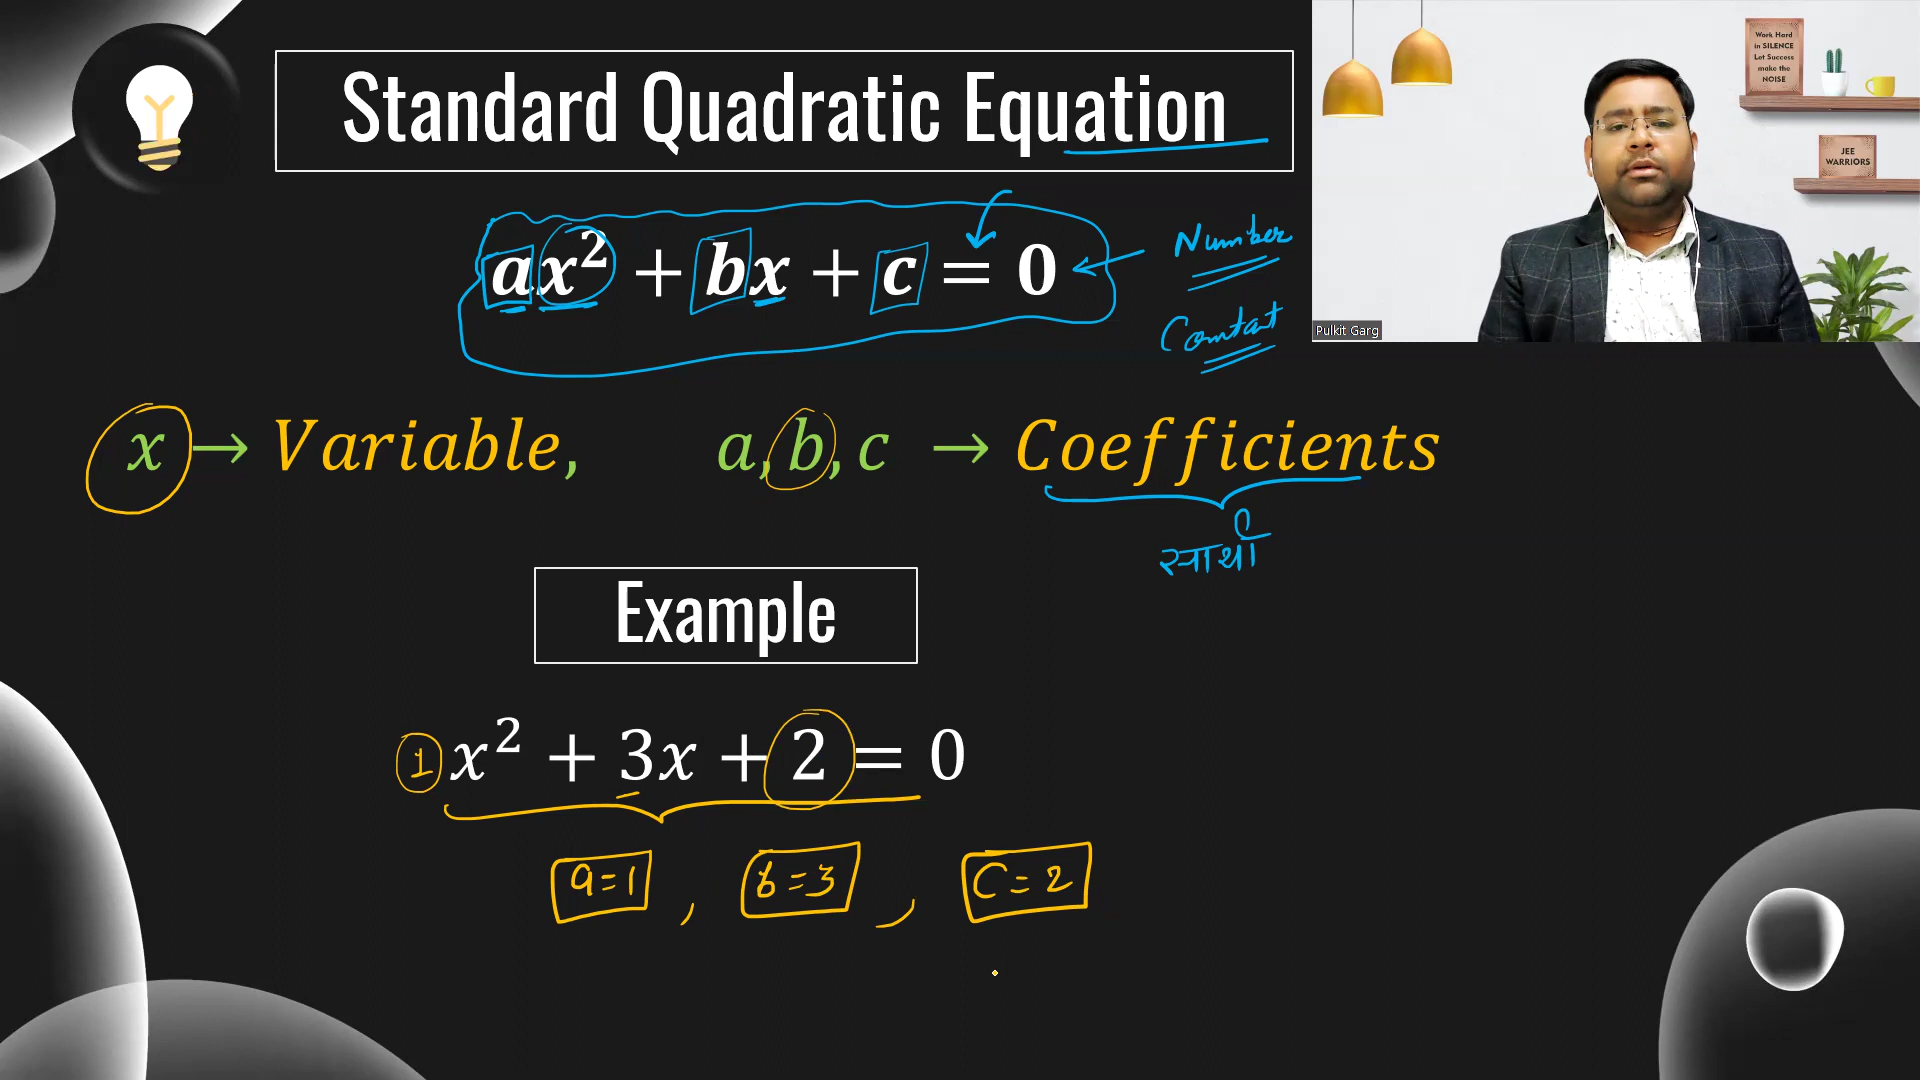 Standard Quadratic Equation
Work Hard
in SILENCE
Let Success
make the
NOISE
JEE
WARRIORS
Pulkit Garg
ax² + bx + c = 0
Number
Constant
x → Variable, a, b, c → Coefficients
साथी
Example
1 x² + 3x + 2 = 0
a=1 , b=3 , C=2